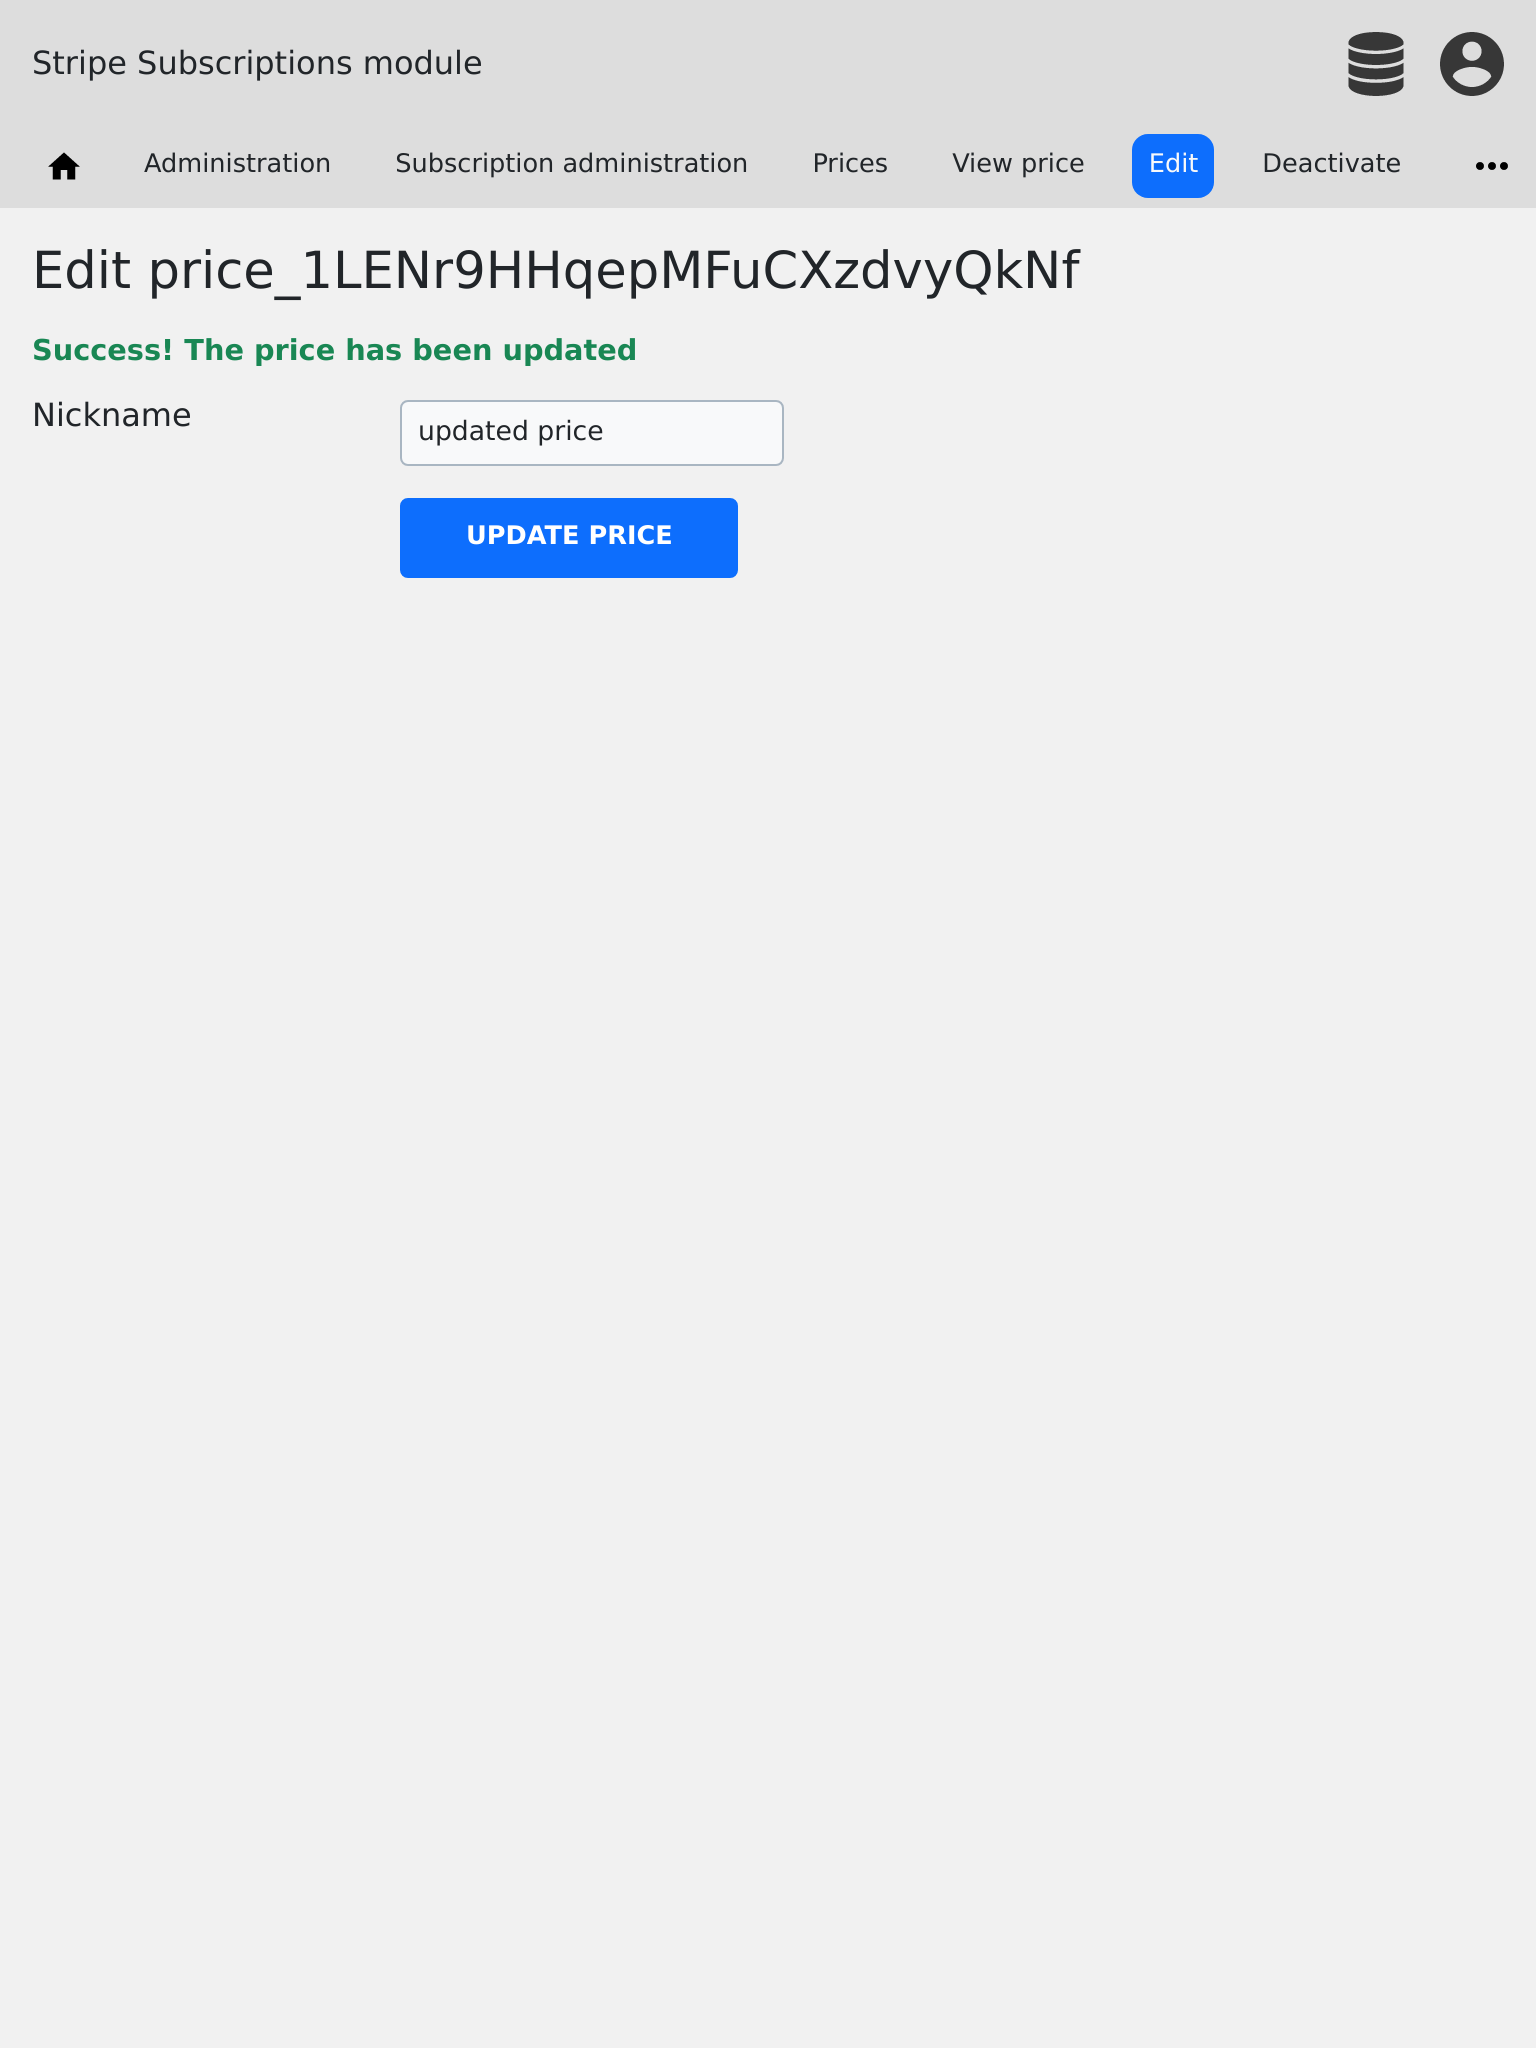 Stripe Subscriptions module
Administration Subscription administration Prices View price Edit Deactivate
Edit price_1LENr9HHqepMFuCXzdvyQkNf
Success! The price has been updated
Nickname updated price
UPDATE PRICE